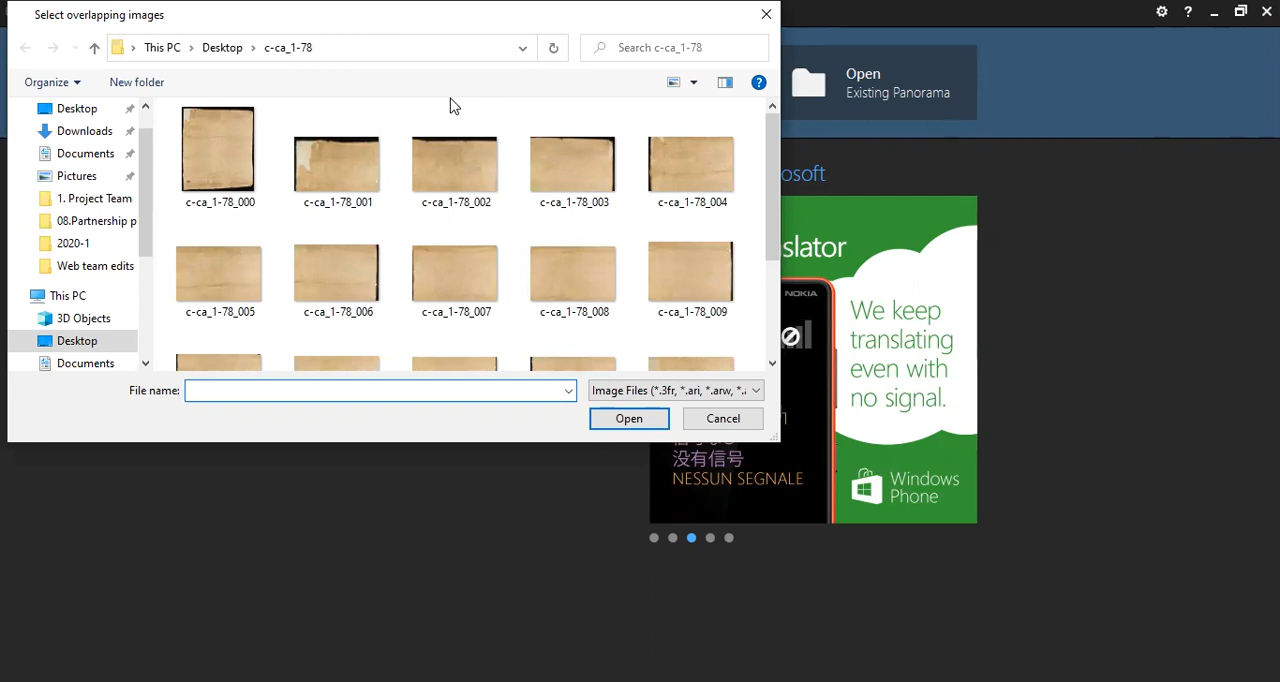 Select overlapping images
This PC > Desktop > c-ca_1-78
Search c-ca_1-78
Organize
New folder
Desktop
Downloads
Documents
Pictures
1. Project Team
08.Partnership p
2020-1
Web team edits
This PC
3D Objects
Desktop
Documents
c-ca_1-78_000
c-ca_1-78_001
c-ca_1-78_002
c-ca_1-78_003
c-ca_1-78_004
c-ca_1-78_005
c-ca_1-78_006
c-ca_1-78_007
c-ca_1-78_008
c-ca_1-78_009
File name:
Image Files (*.3fr, *.ari, *.arw, *.
Open
Cancel
?
Open
Existing Panorama
osoft
slator
NOKIA
We keep
translating
even with
no signal.
没有信号
NESSUN SEGNALE
Windows
Phone